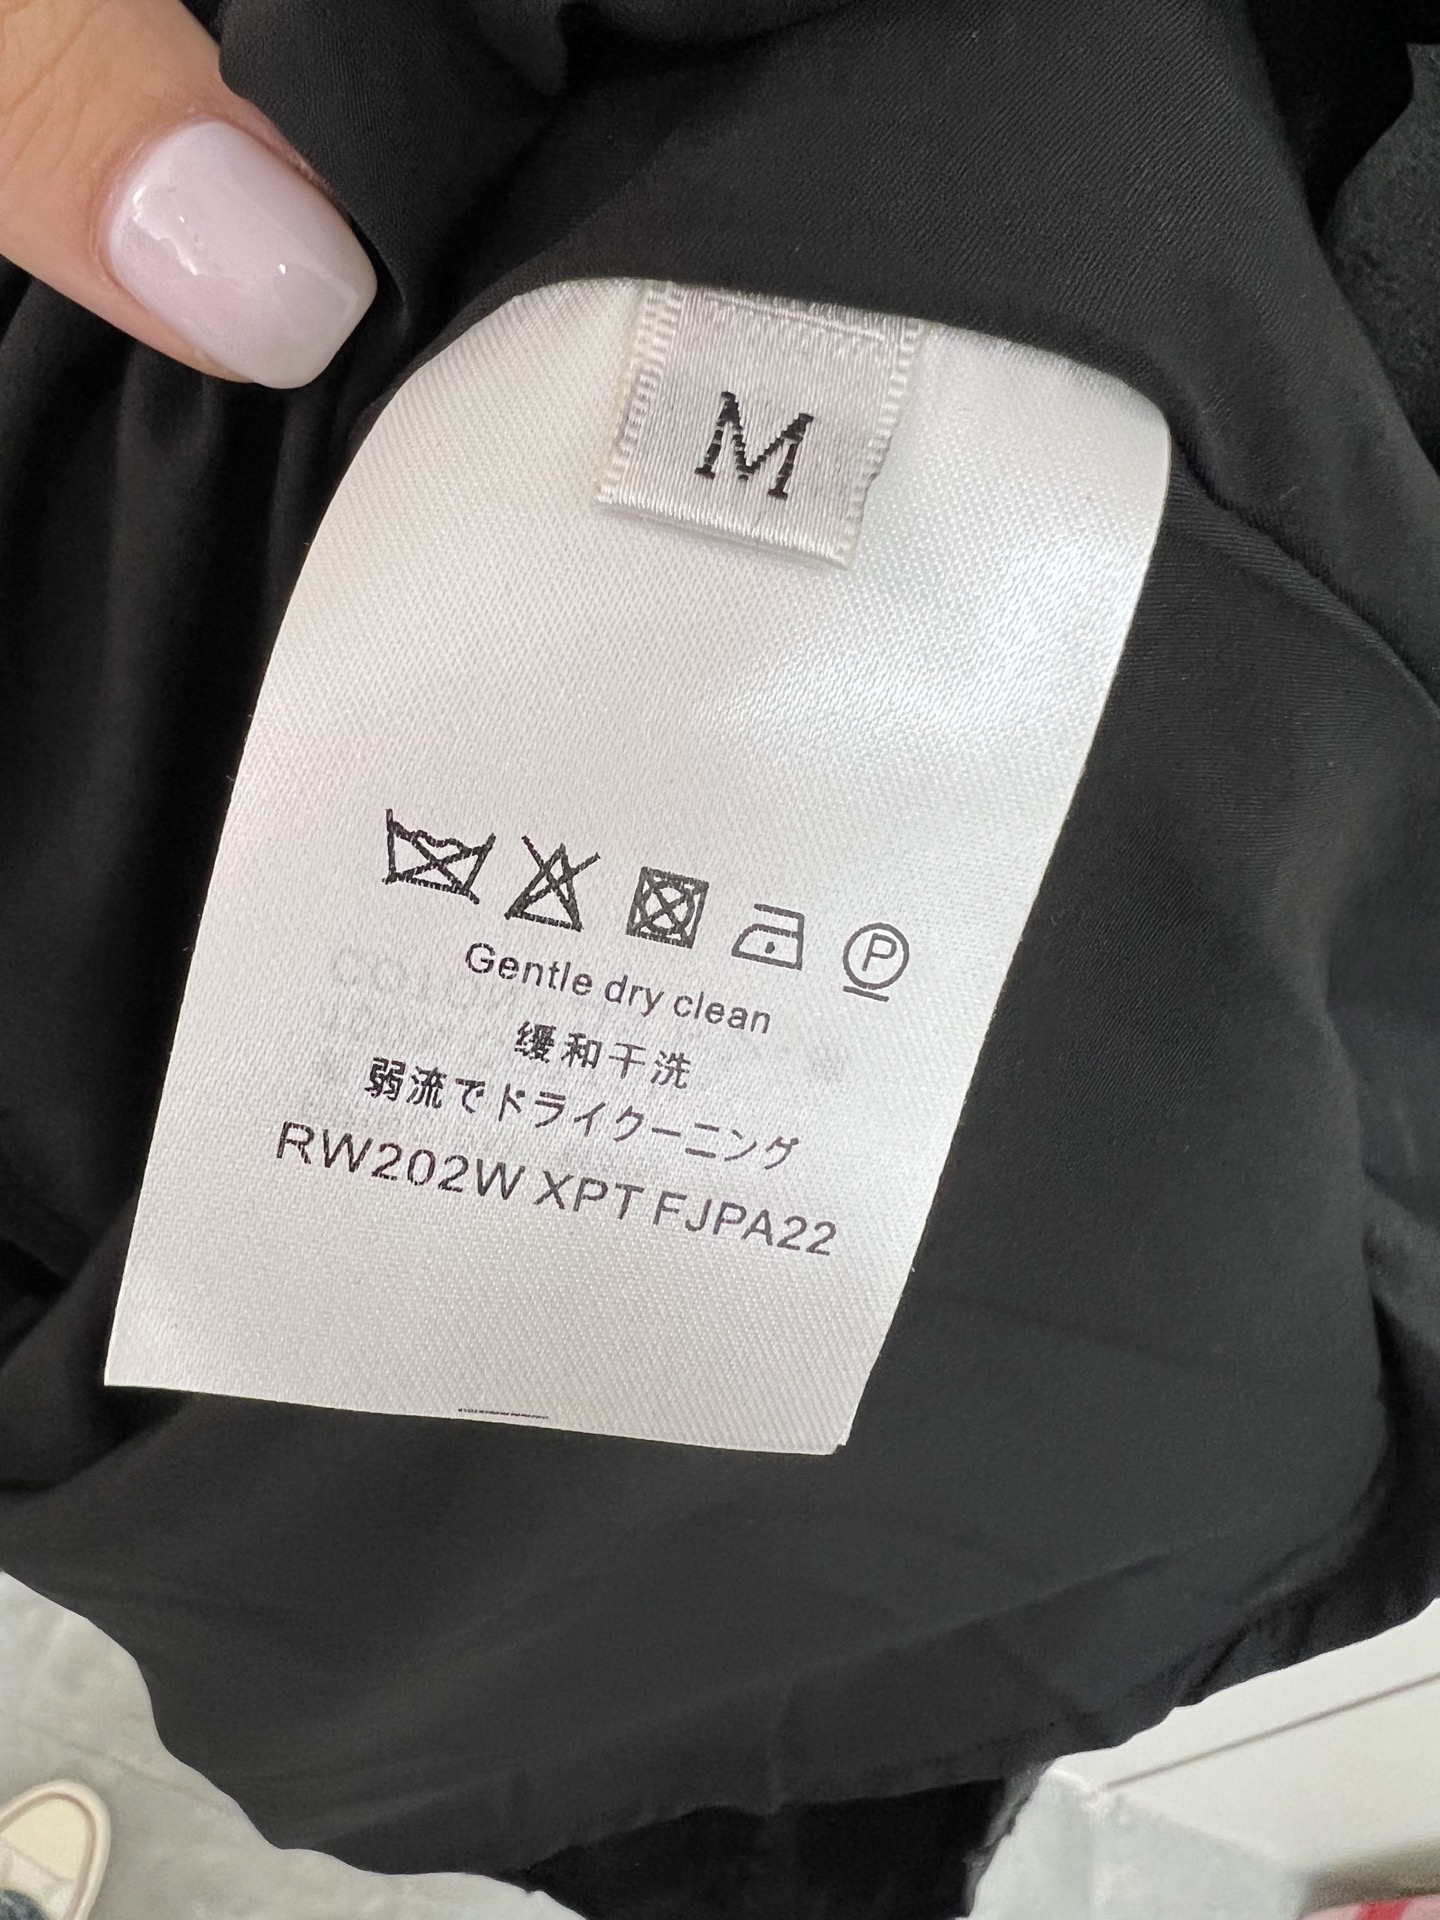 M
P
Gentle dry clean
缓和干洗
弱流でドライクーニング
RW202W XPT FJPA22